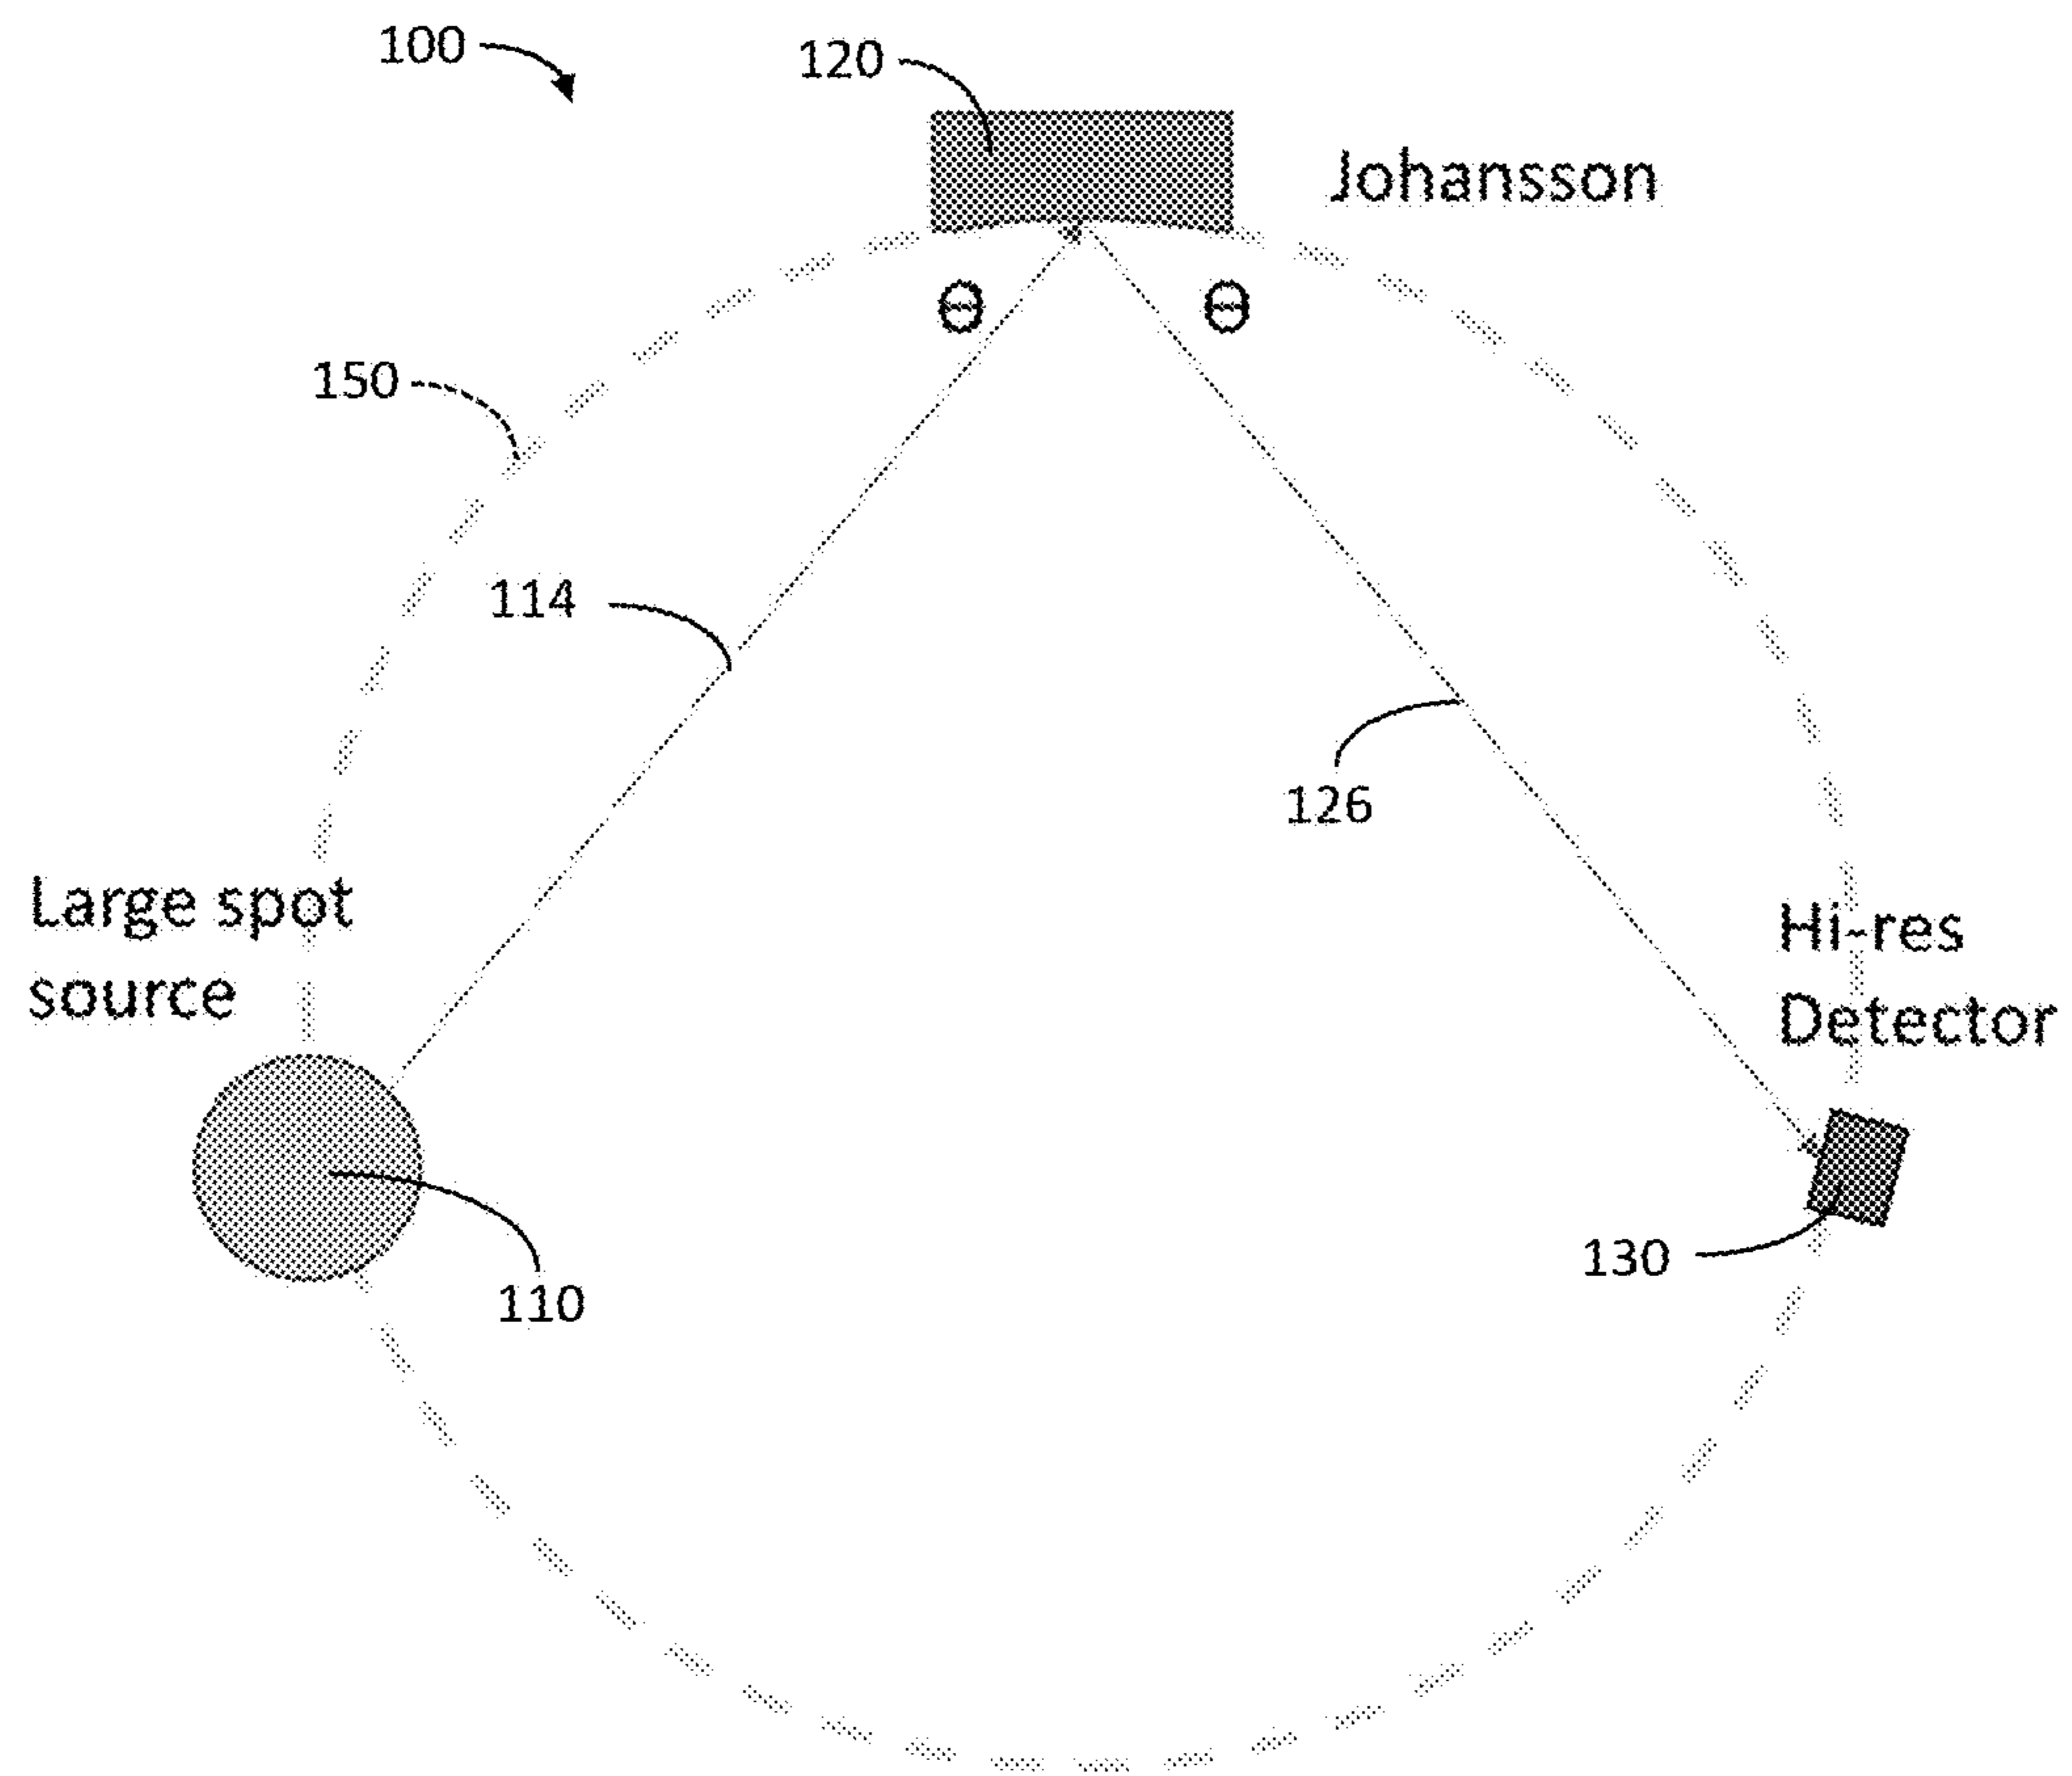 100
120
Johansson
Θ Θ
150
114
126
Large spot
source
Hi-res
Detector
130
110